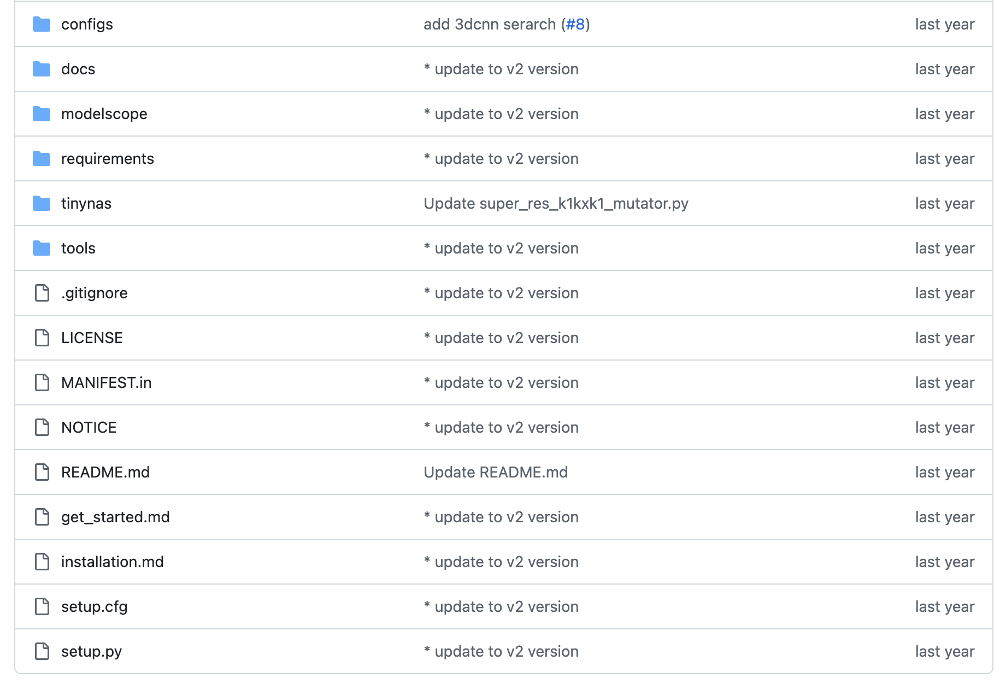 configs add 3dcnn serarch (#8) last year
docs * update to v2 version last year
modelscope * update to v2 version last year
requirements * update to v2 version last year
tinynas Update super_res_k1kxk1_mutator.py last year
tools * update to v2 version last year
.gitignore * update to v2 version last year
LICENSE * update to v2 version last year
MANIFEST.in * update to v2 version last year
NOTICE * update to v2 version last year
README.md Update README.md last year
get_started.md * update to v2 version last year
installation.md * update to v2 version last year
setup.cfg * update to v2 version last year
setup.py * update to v2 version last year